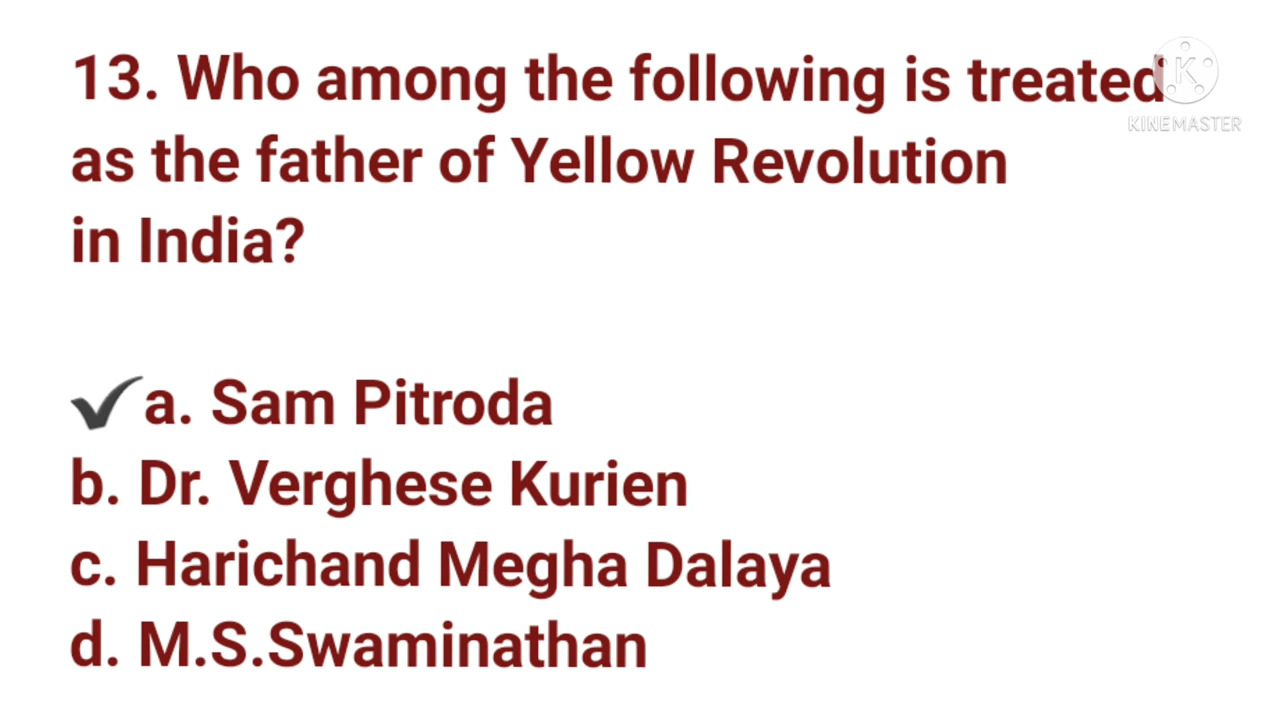 13. Who among the following is treated
KINEMASTER
as the father of Yellow Revolution
in India?
✔a. Sam Pitroda
b. Dr. Verghese Kurien
c. Harichand Megha Dalaya
d. M.S.Swaminathan